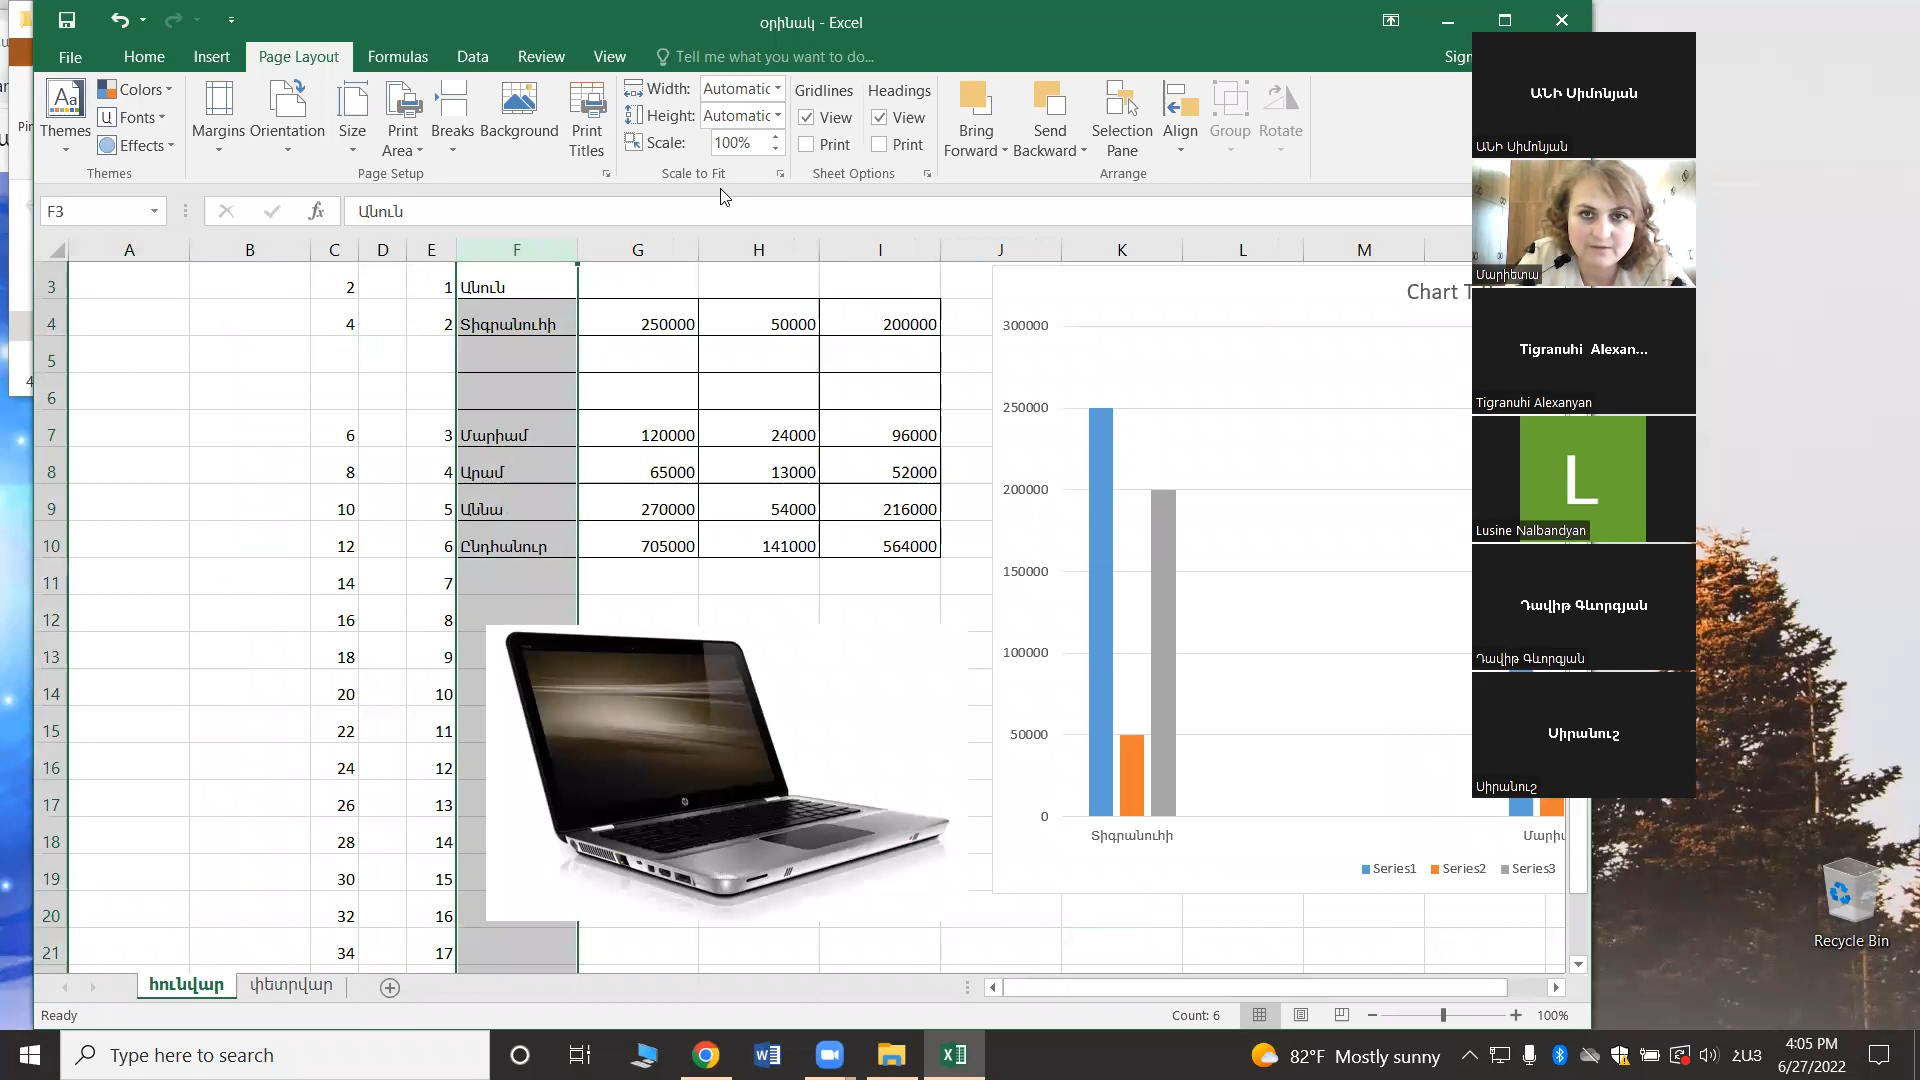 օրինակ - Excel
File
Home
Insert
Page Layout
Formulas
Data
Review
View
Tell me what you want to do...
Sign
Themes
Colors
Fonts
Effects
Themes
Margins
Orientation
Size
Print Area
Breaks
Background
Print Titles
Page Setup
Width: Automatic
Height: Automatic
Scale: 100%
Scale to Fit
Gridlines
View
Print
Headings
View
Print
Sheet Options
Bring Forward
Send Backward
Selection Pane
Align
Group
Rotate
Arrange
F3
fx
Անուն
A B C D E F G H I J K L M
3 2 1 Անուն
4 4 2 Տիգրանուհի 250000 50000 200000
5
6
7 6 3 Մարիամ 120000 24000 96000
8 8 4 Արամ 65000 13000 52000
9 10 5 Աննա 270000 54000 216000
10 12 6 Ընդհանուր 705000 141000 564000
11 14 7
12 16 8
13 18 9
14 20 10
15 22 11
16 24 12
17 26 13
18 28 14
19 30 15
20 32 16
21 34 17
Chart T
300000
250000
200000
150000
100000
50000
0
Տիգրանուհի
Series1 Series2 Series3
ԱՆԻ Սիմոնյան
ԱՆԻ Սիմոնյան
Մարիետա
Tigranuhi Alexan...
Tigranuhi Alexanyan
L
Lusine Nalbandyan
Դավիթ Գևորգյան
Դավիթ Գևորգյան
Սիրանուշ
Սիրանուշ
Recycle Bin
հունվար
փետրվար
Ready
Count: 6
100%
Type here to search
82°F Mostly sunny
ՀԱՅ
4:05 PM
6/27/2022